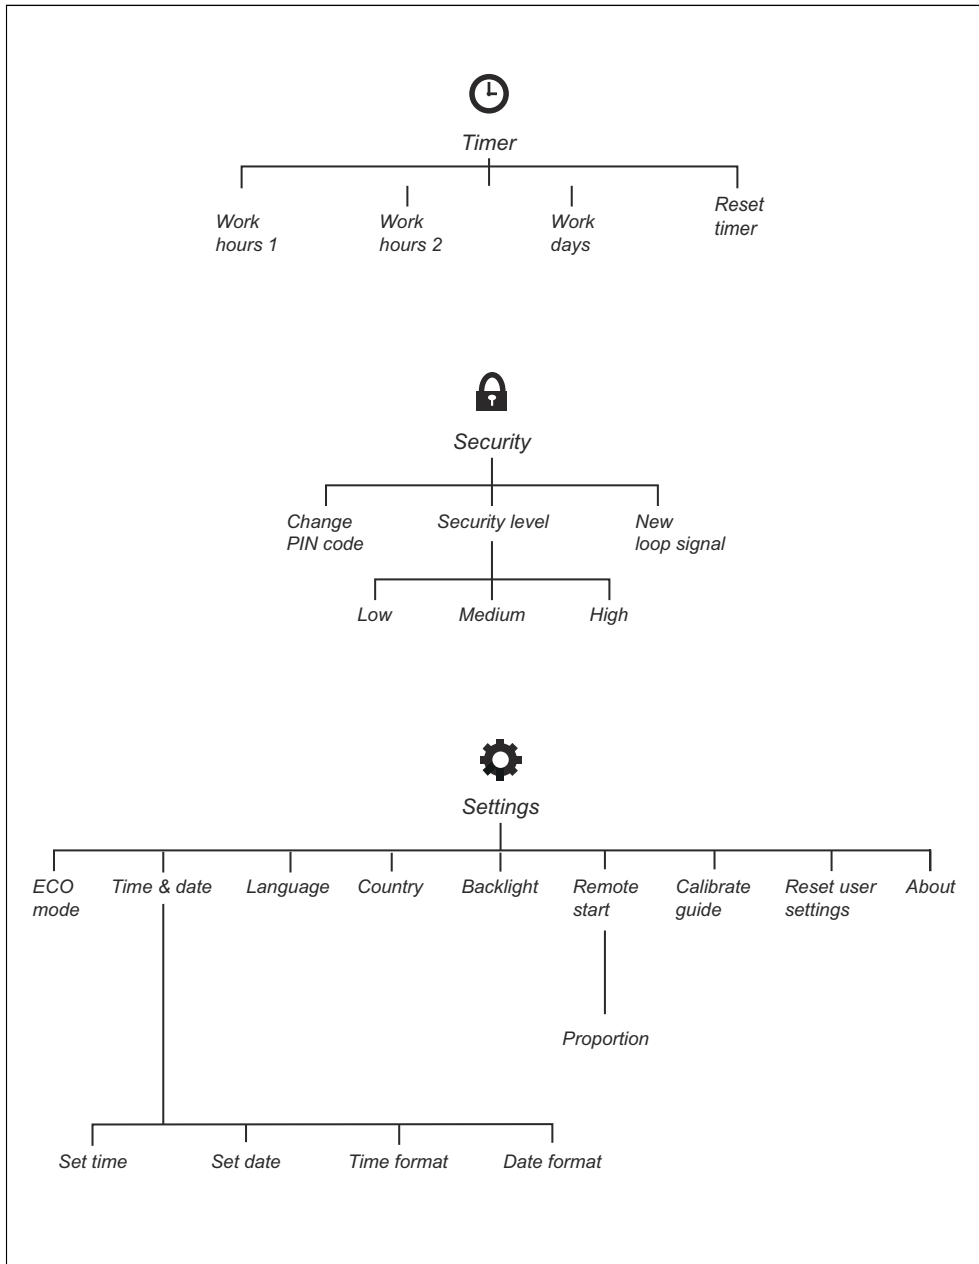 Timer
Work
hours 1
Work
hours 2
Work
days
Reset
timer
Security
Change
PIN code
Security level
New
loop signal
Low
Medium
High
Settings
ECO
mode
Time & date
Language
Country
Backlight
Remote
start
Calibrate
guide
Reset user
settings
About
Proportion
Set time
Set date
Time format
Date format